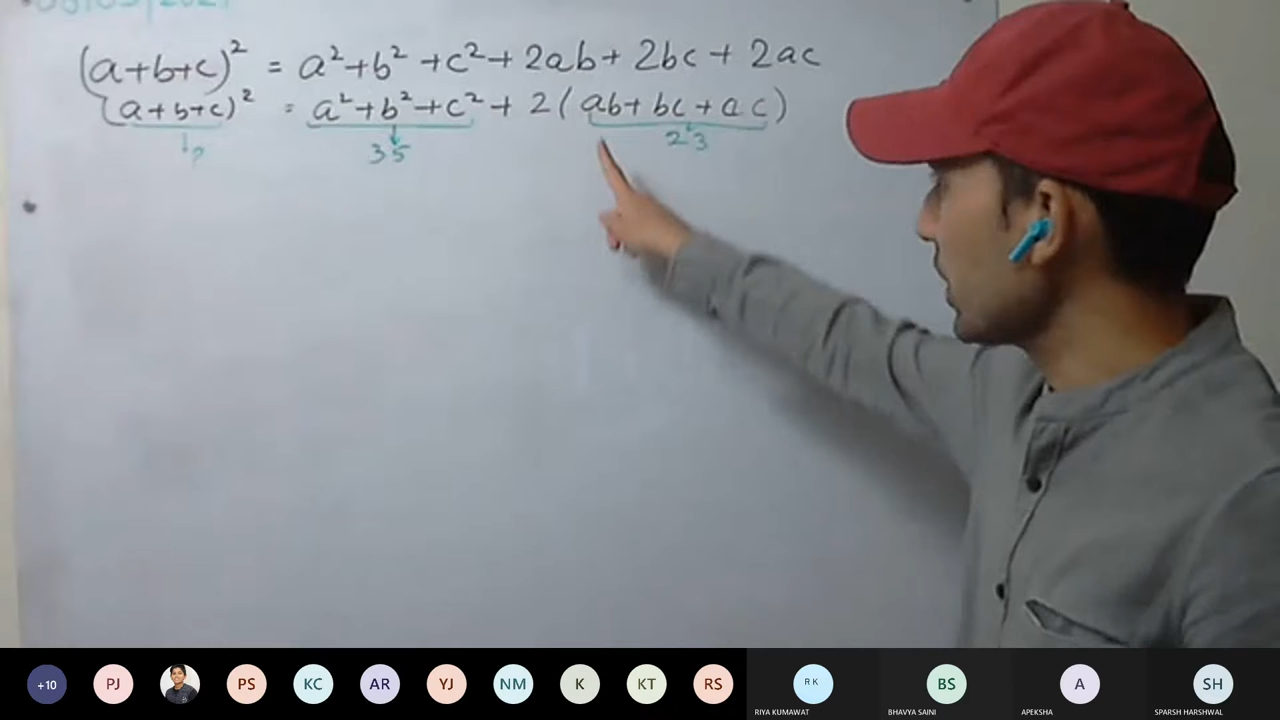 (a+b+c)² = a²+b²+c²+2ab+2bc+2ac
(a+b+c)² = a²+b²+c²+2(ab+bc+ac)
35
23
+10
PJ
PS
KC
AR
YJ
NM
K
KT
RS
R K
BS
A
SH
RIYA KUMAWAT
BHAVYA SAINI
APEKSHA
SPARSH HARSHWAL